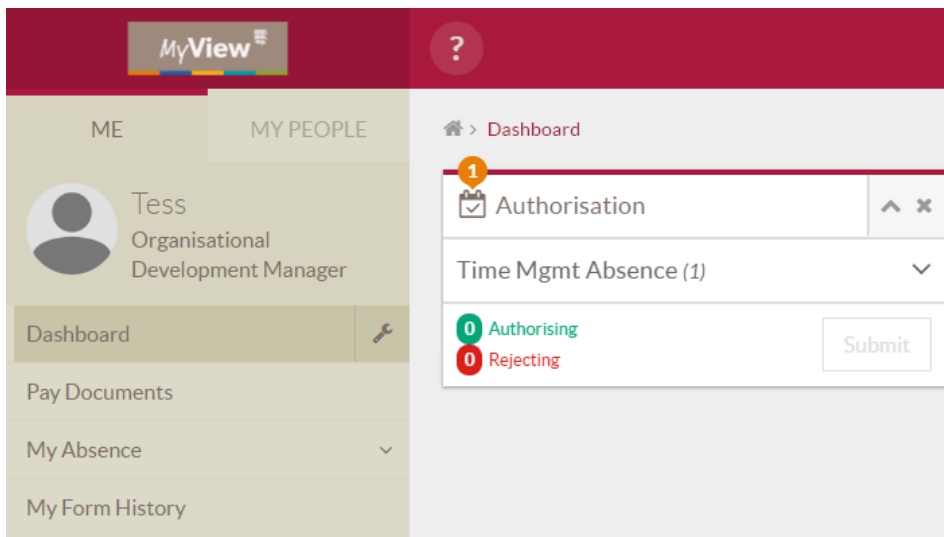 MyView
?
ME
MY PEOPLE
Tess
Organisational
Development Manager
Dashboard
Pay Documents
My Absence
My Form History
> Dashboard
1
Authorisation
Time Mgmt Absence (1)
0 Authorising
0 Rejecting
Submit